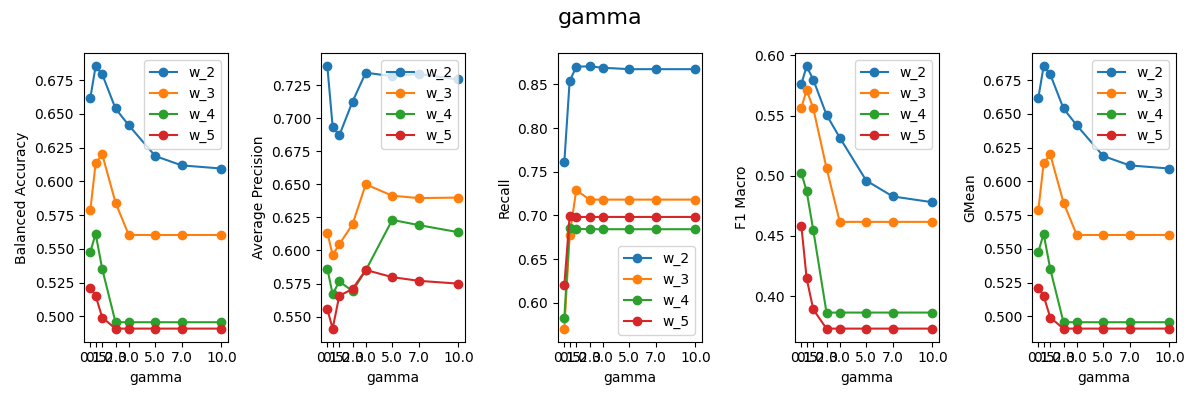 gamma
Balanced Accuracy
0.675
0.650
0.625
0.600
0.575
0.550
0.525
0.500
w_2
w_3
w_4
w_5
5.0 7.0 10.0
gamma
Average Precision
0.725
0.700
0.675
0.650
0.625
0.600
0.575
0.550
w_2
w_3
w_4
w_5
5.0 7.0 10.0
gamma
Recall
0.85
0.80
0.75
0.70
0.65
0.60
w_2
w_3
w_4
w_5
5.0 7.0 10.0
gamma
F1 Macro
0.60
0.55
0.50
0.45
0.40
w_2
w_3
w_4
w_5
5.0 7.0 10.0
gamma
GMean
0.675
0.650
0.625
0.600
0.575
0.550
0.525
0.500
w_2
w_3
w_4
w_5
5.0 7.0 10.0
gamma